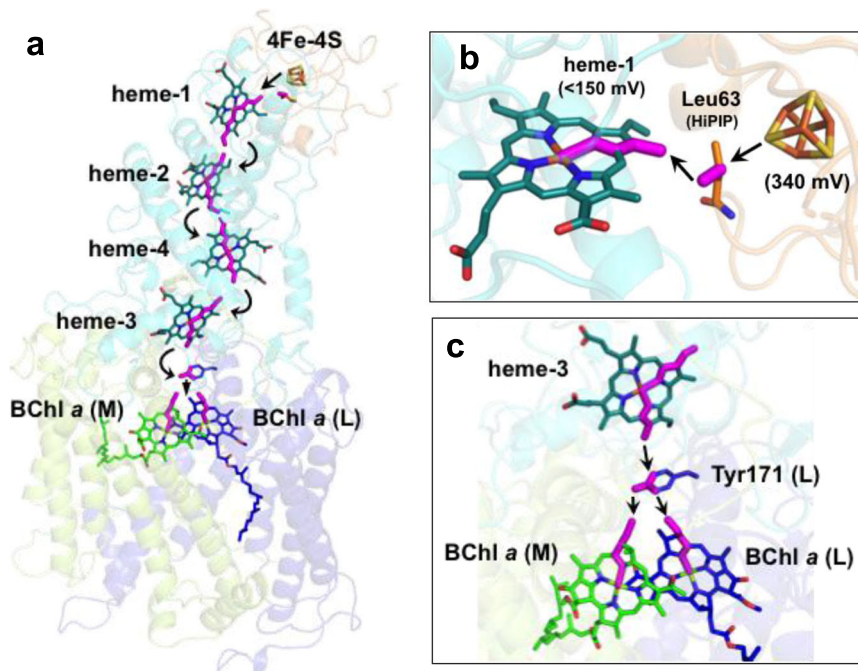 a
4Fe-4S
heme-1
heme-2
heme-4
heme-3
BChl a (M)
BChl a (L)
b
heme-1
(<150 mV)
Leu63
(HiPIP)
(340 mV)
c
heme-3
Tyr171 (L)
BChl a (M)
BChl a (L)